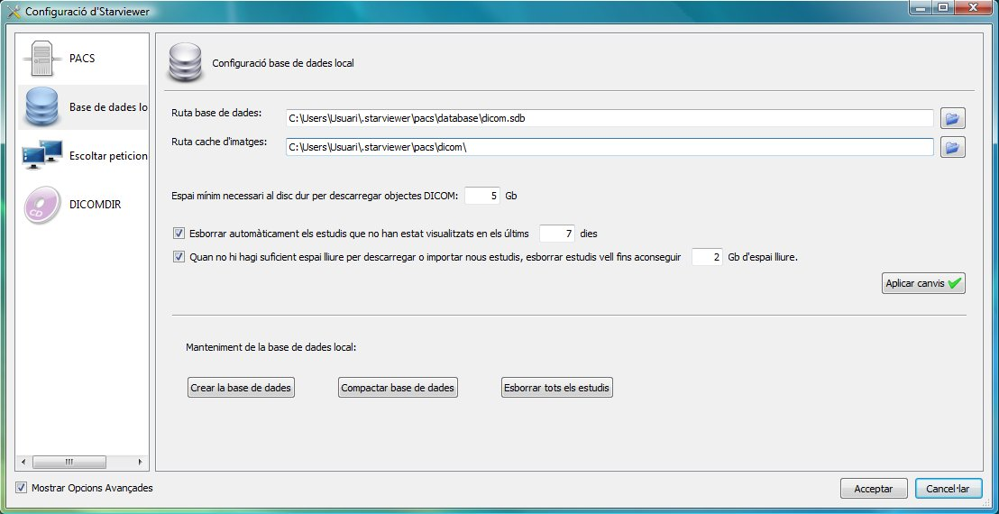 Configuració d'Starviewer
PACS
Base de dades lo
Escoltar peticion
DICOMDIR
CD
Configuració base de dades local
Ruta base de dades: C:\Users\Usuari\.starviewer\pacs\database\dicom.sdb
Ruta cache d'imatges: C:\Users\Usuari\.starviewer\pacs\dicom\
Espai mínim necessari al disc dur per descarregar objectes DICOM: 5 Gb
Esborrar automàticament els estudis que no han estat visualitzats en els últims 7 dies
Quan no hi hagi suficient espai lliure per descarregar o importar nous estudis, esborrar estudis vell fins aconseguir 2 Gb d'espai lliure.
Aplicar canvis
Manteniment de la base de dades local:
Crear la base de dades Compactar base de dades Esborrar tots els estudis
Mostrar Opcions Avançades
Acceptar Cancel·lar